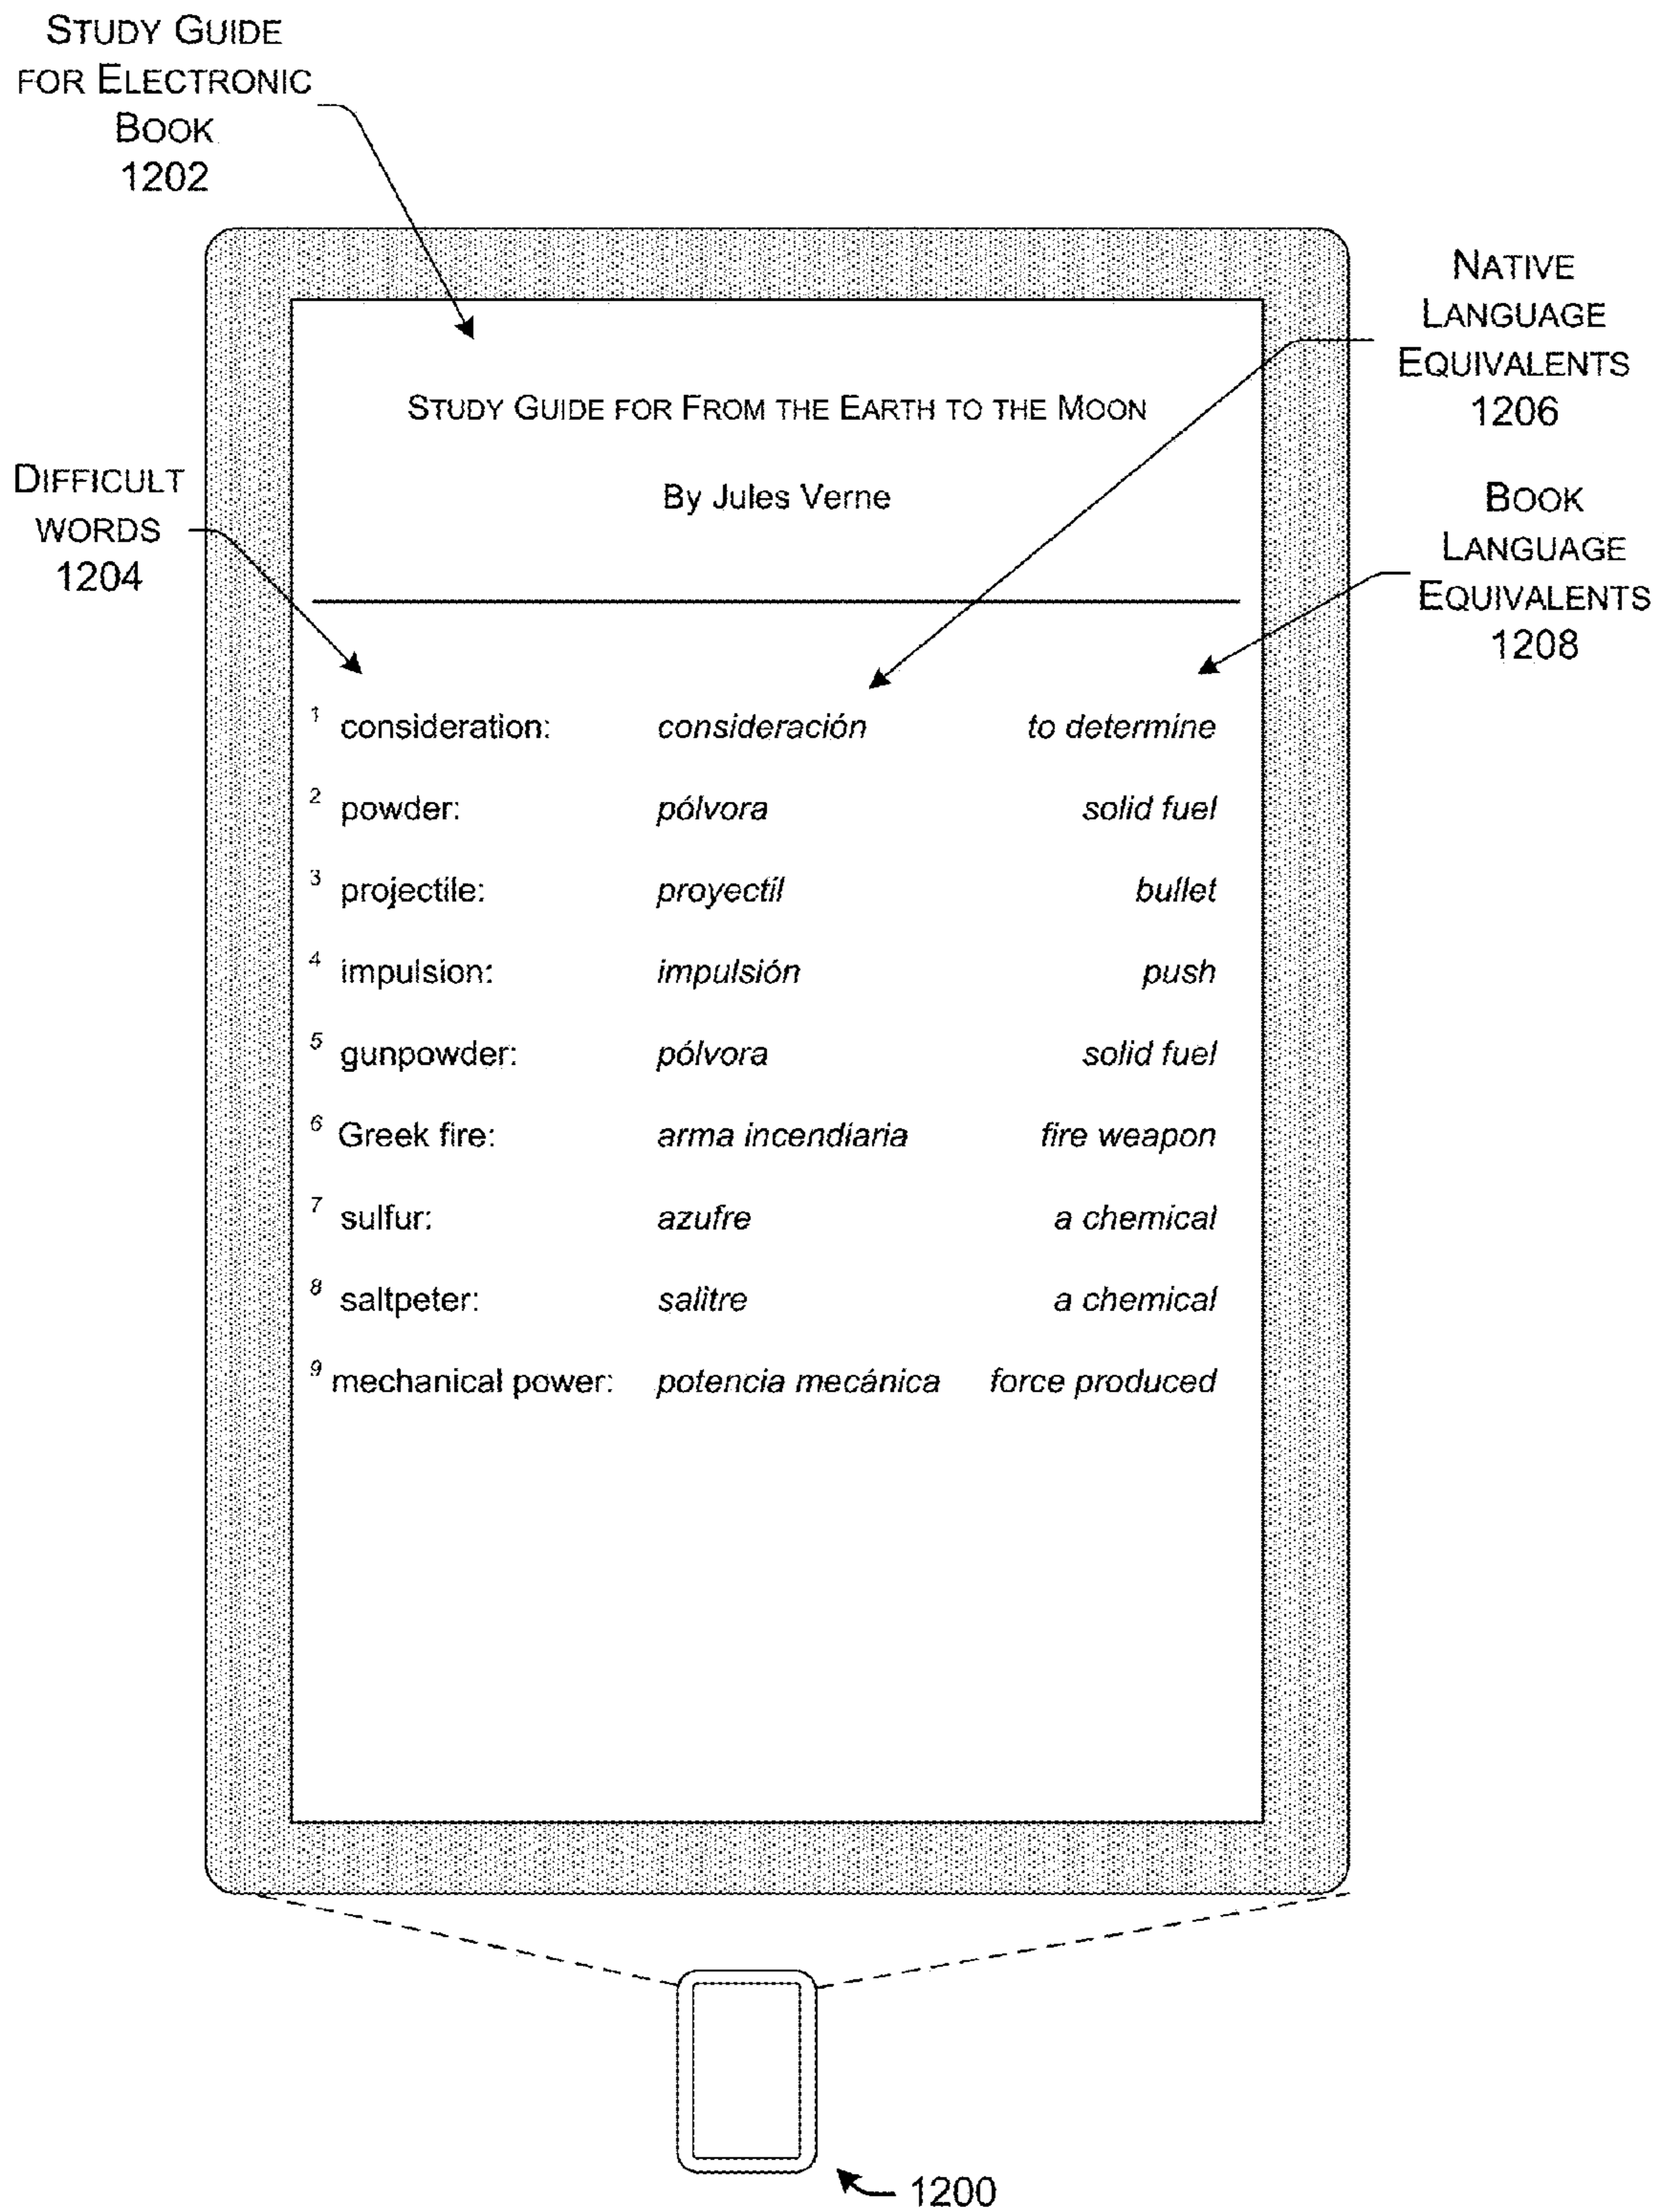 STUDY GUIDE
FOR ELECTRONIC
BOOK
1202
NATIVE
LANGUAGE
EQUIVALENTS
1206
STUDY GUIDE FOR FROM THE EARTH TO THE MOON
DIFFICULT
WORDS
1204
By Jules Verne
BOOK
LANGUAGE
EQUIVALENTS
1208
1 consideration: consideración to determine
2 powder: pólvora solid fuel
3 projectile: proyectil bullet
4 impulsion: impulsión push
5 gunpowder: pólvora solid fuel
6 Greek fire: arma incendiaria fire weapon
7 sulfur: azufre a chemical
8 saltpeter: salitre a chemical
9 mechanical power: potencia mecánica force produced
1200